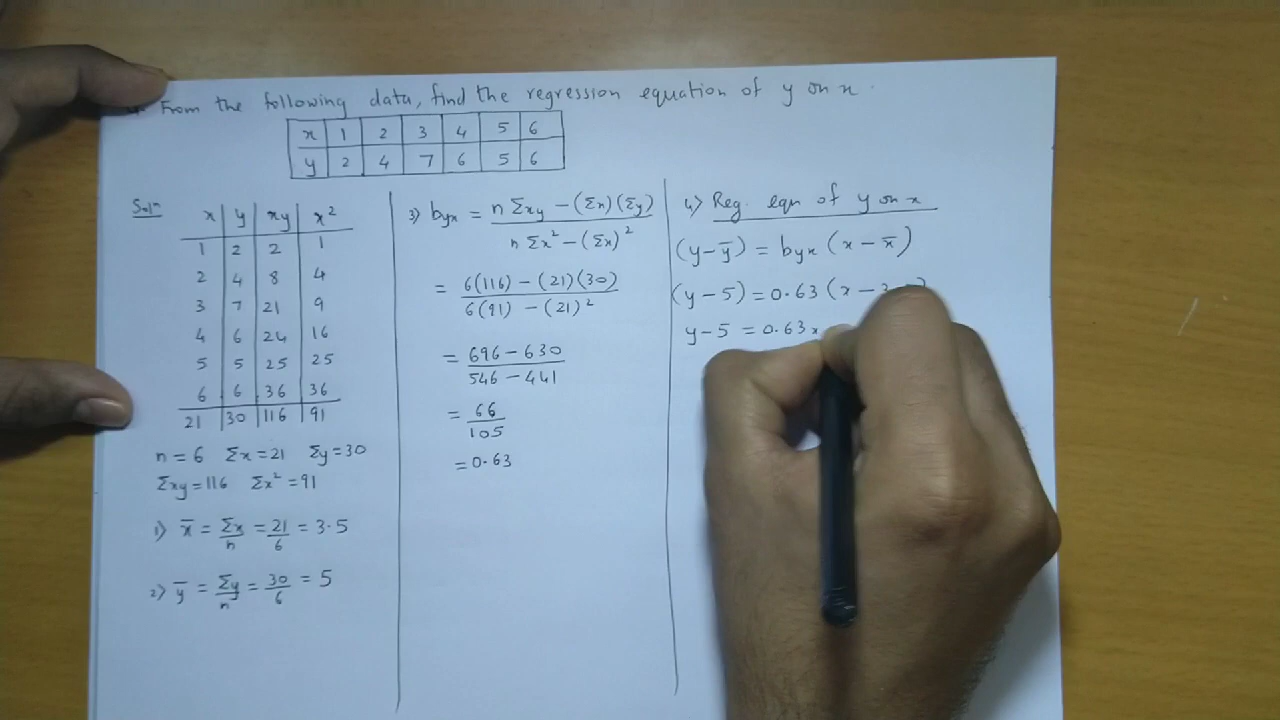 From the following data, find the regression equation of y on x.
x 1 2 3 4 5 6
y 2 4 7 6 5 6
Soln
x y xy x²
1 2 2 1
2 4 8 4
3 7 21 9
4 6 24 16
5 5 25 25
6 6 36 36
21 30 116 91
n = 6 Σx = 21 Σy = 30
Σxy = 116 Σx² = 91
1) x̄ = Σx/n = 21/6 = 3.5
2) ȳ = Σy/n = 30/6 = 5
3) byx = n Σxy − (Σx)(Σy) / n Σx² − (Σx)²
= 6(116) − (21)(30) / 6(91) − (21)²
= 696 − 630 / 546 − 441
= 66 / 105
= 0.63
4) Reg. eqn of y on x
(y − ȳ) = byx (x − x̄)
(y − 5) = 0.63 (x −
y − 5 = 0.63x